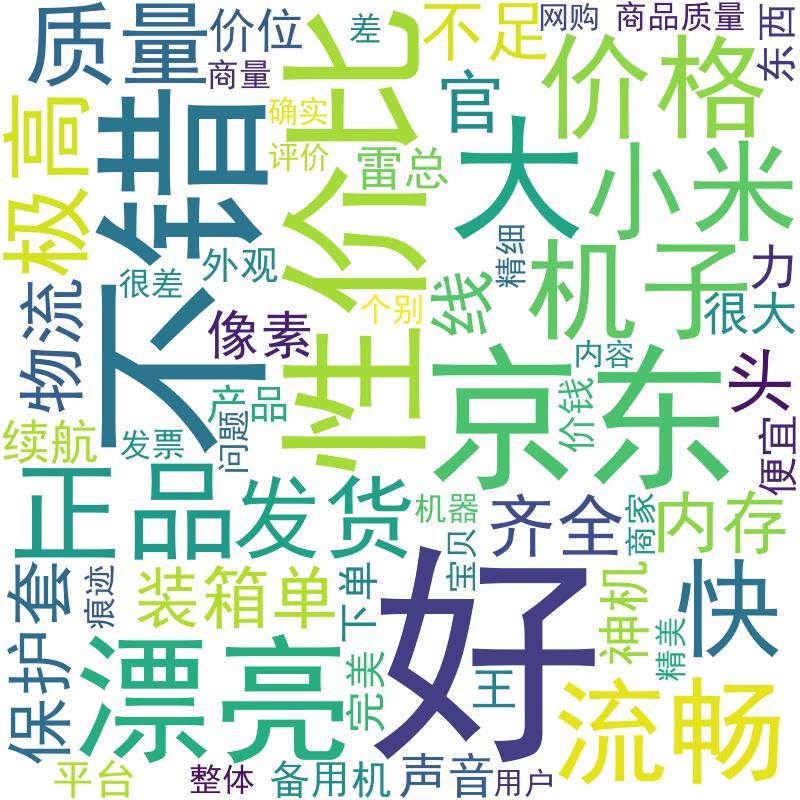 质量
价位
差
不足
网购
商品质量
东西
商量
价格
极高
不错
确实
性价比
官
评价
雷总
大
小米
精细
很差
外观
机子
力
很大
物流
像素
个别
线
内容
头
京东
价钱
产品
续航
发票
问题
便宜
正品
发货
机器
齐全
商家
内存
保护套
痕迹
装箱单
下单
宝贝
好
神机
快
精美
漂亮
完美
王
流畅
平台
整体
备用机
声音
用户